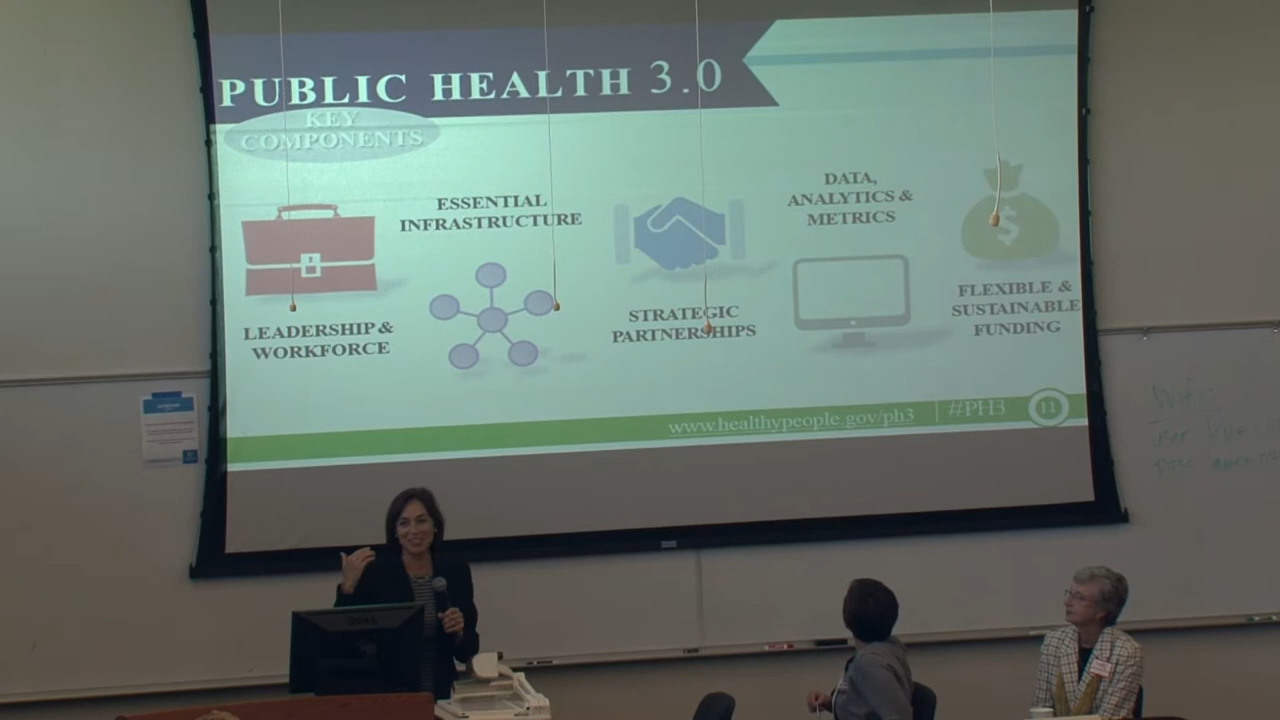 PUBLIC HEALTH 3.0
KEY
COMPONENTS
LEADERSHIP &
WORKFORCE
ESSENTIAL
INFRASTRUCTURE
STRATEGIC
PARTNERSHIPS
DATA,
ANALYTICS &
METRICS
$
FLEXIBLE &
SUSTAINABLE
FUNDING
www.healthypeople.gov/ph3
#PH3
11
DELL